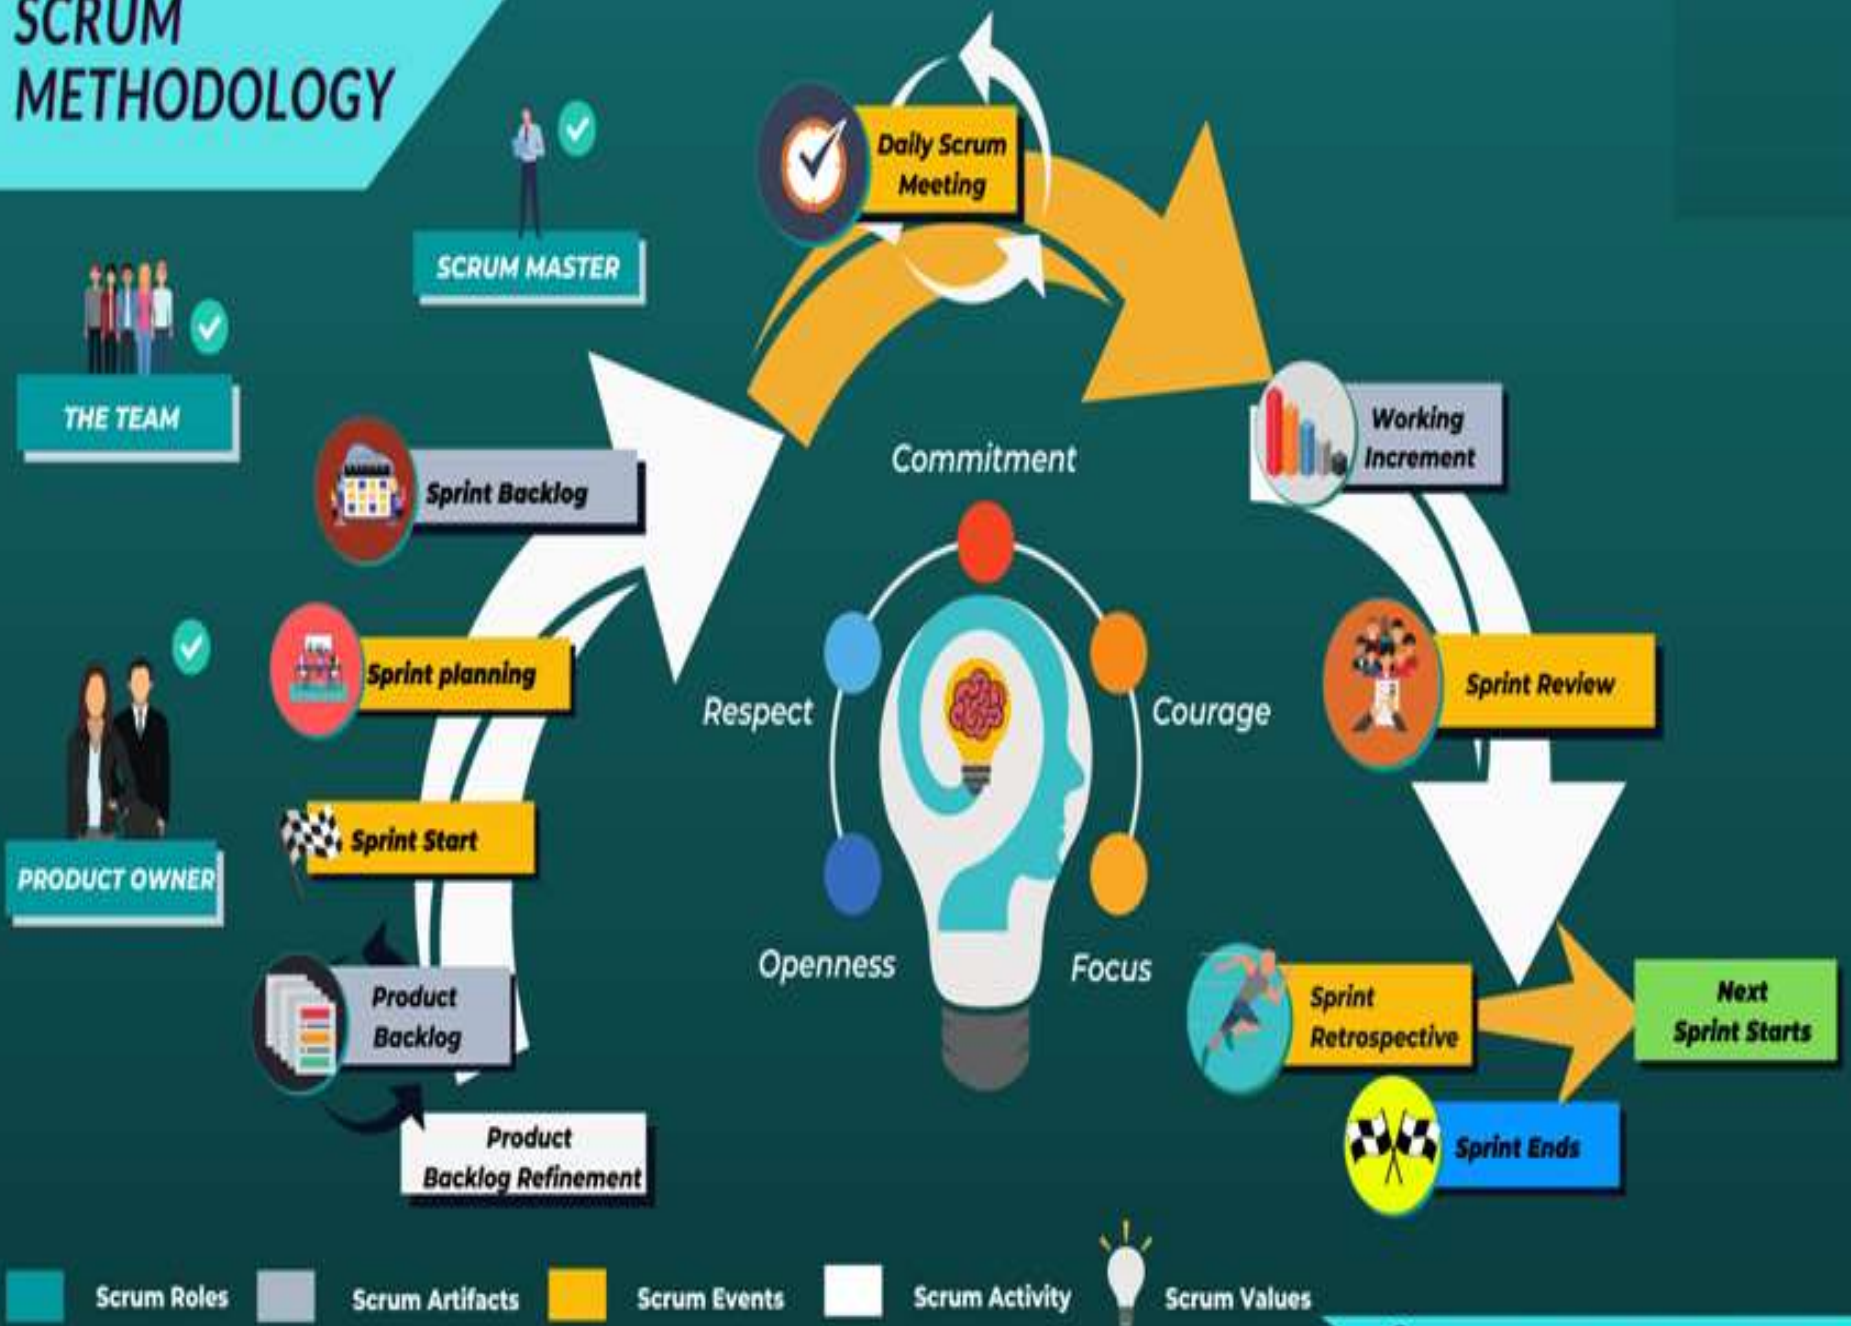 SCRUM
METHODOLOGY
SCRUM MASTER
THE TEAM
PRODUCT OWNER
Daily Scrum
Meeting
Sprint Backlog
Sprint planning
Sprint Start
Product
Backlog
Product
Backlog Refinement
Commitment
Respect
Courage
Openness
Focus
Working
Increment
Sprint Review
Sprint
Retrospective
Next
Sprint Starts
Sprint Ends
Scrum Roles
Scrum Artifacts
Scrum Events
Scrum Activity
Scrum Values